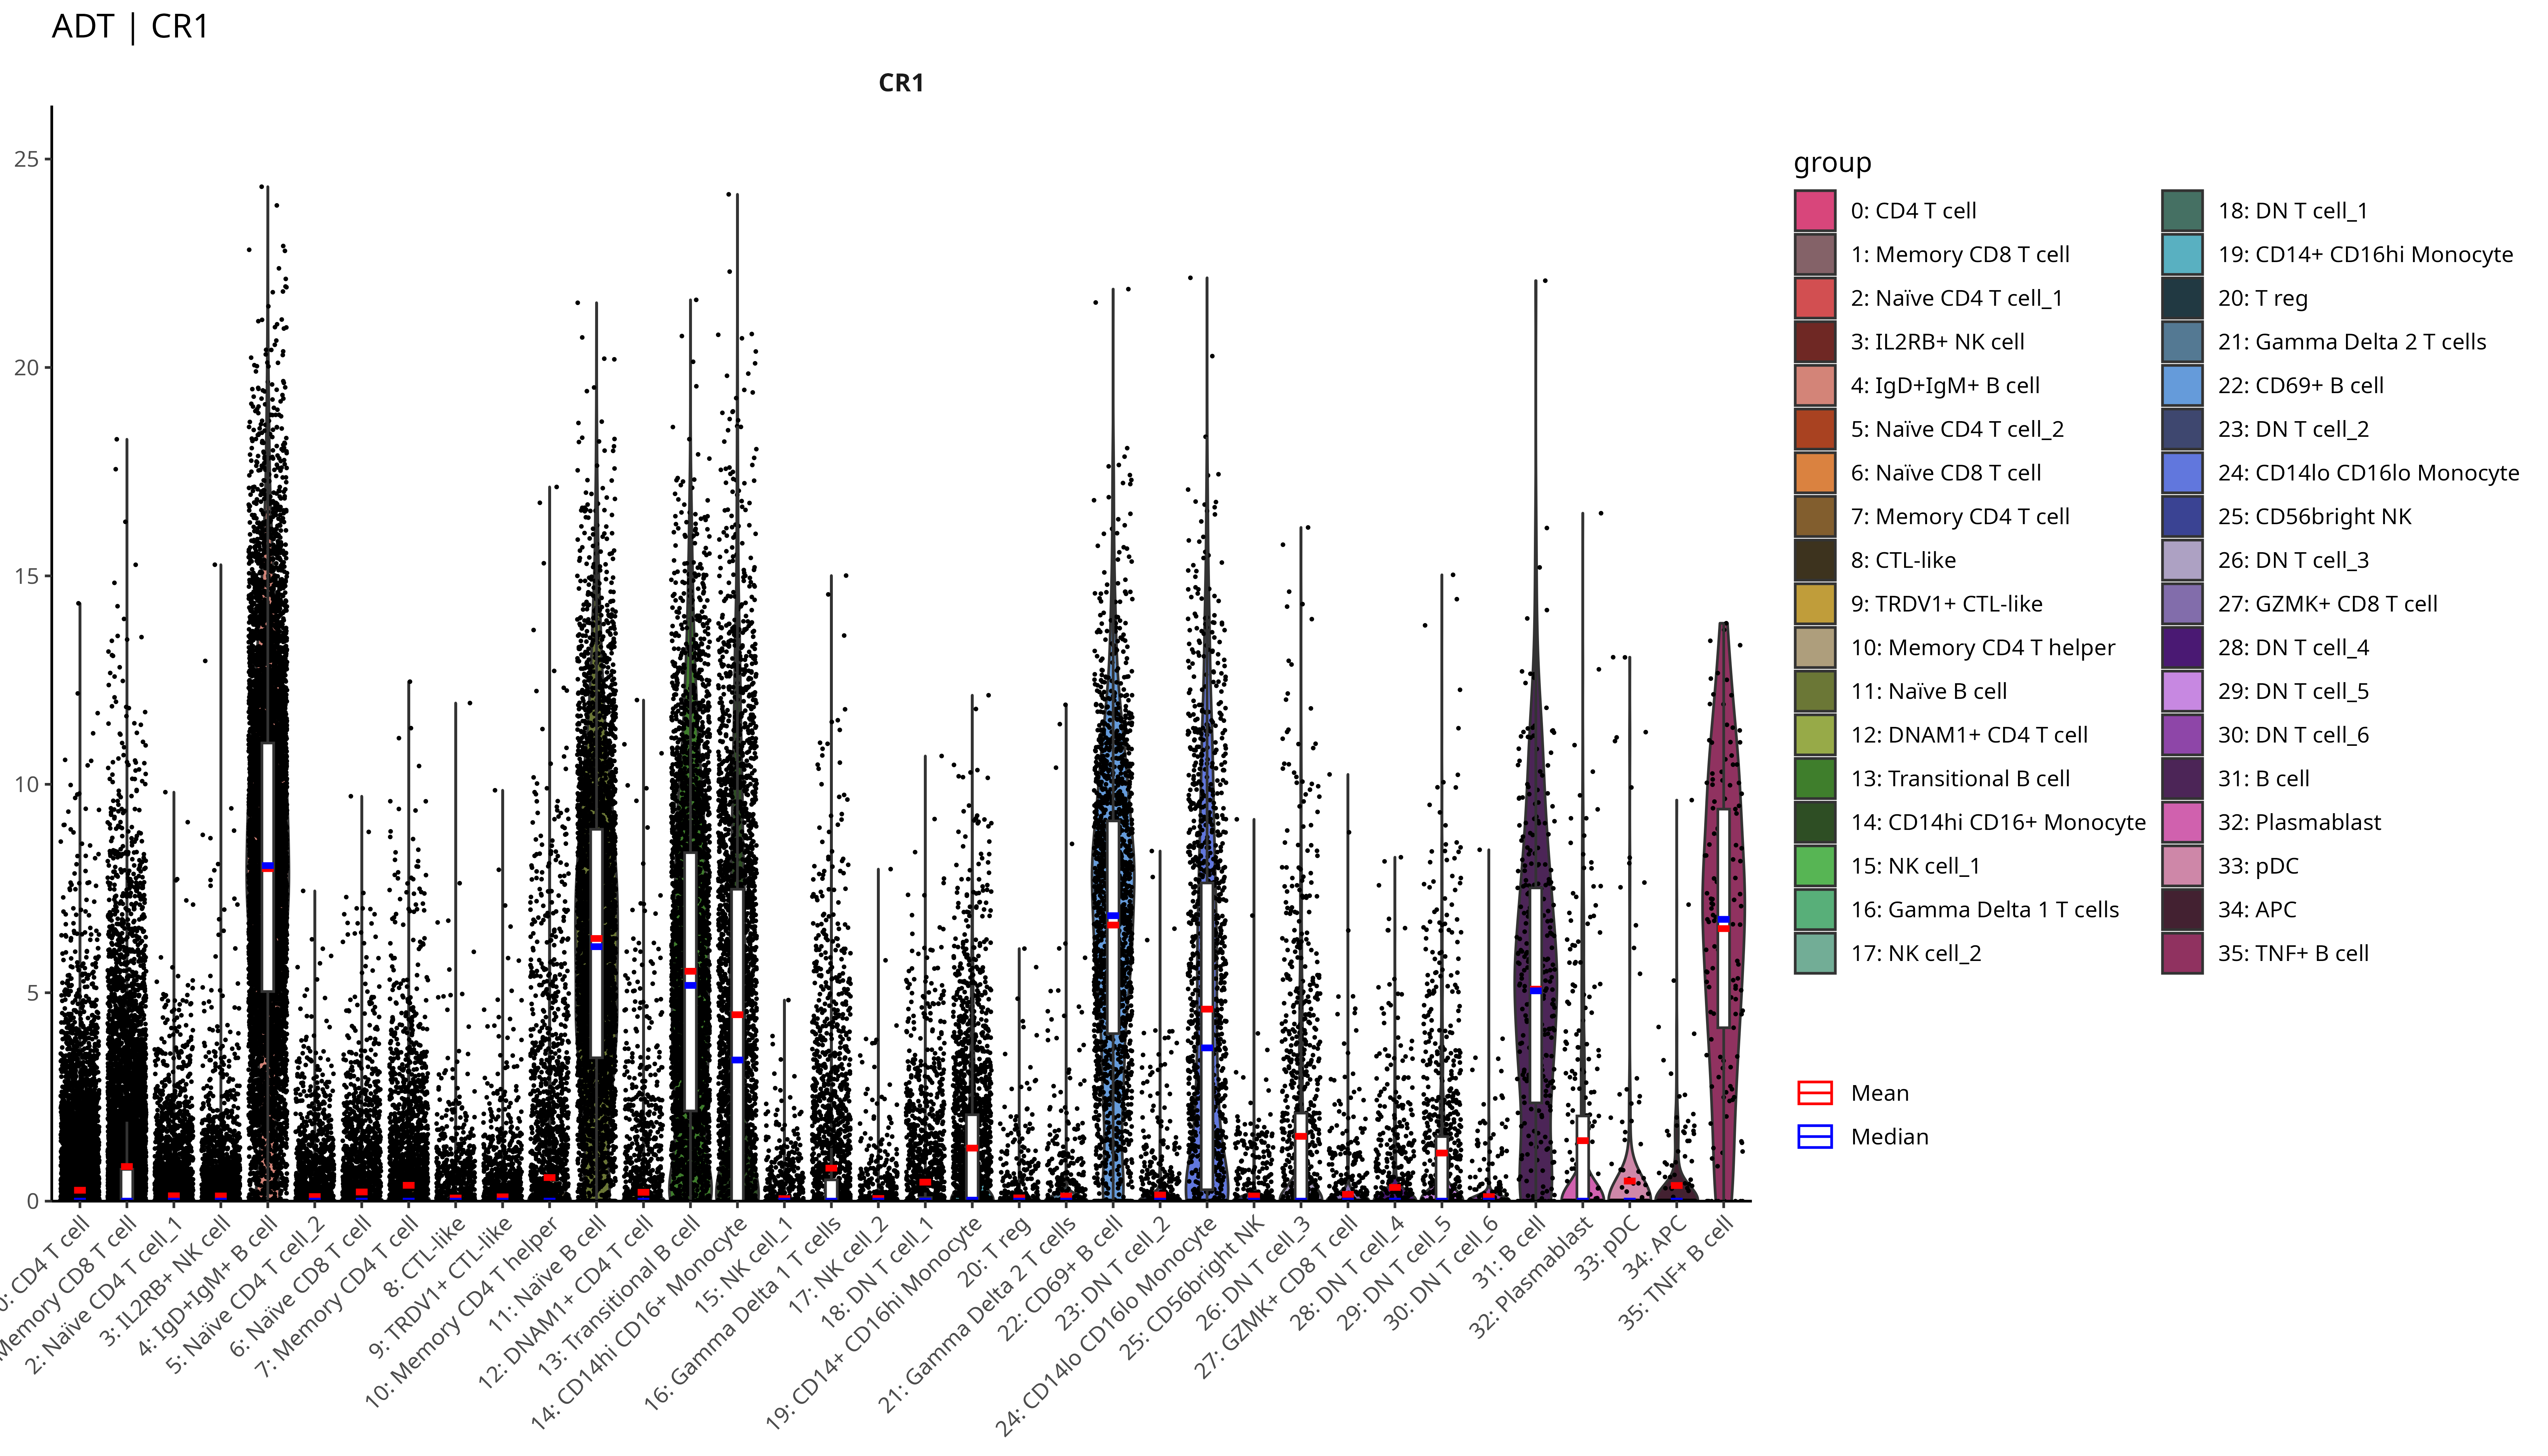 ADT | CR1
CR1
25
20
15
10
5
0
0: CD4 T cell
Memory CD8 T cell
2: Naïve CD4 T cell_1
3: IL2RB+ NK cell
4: IgD+IgM+ B cell
5: Naïve CD4 T cell_2
6: Naïve CD8 T cell
7: Memory CD4 T cell
8: CTL-like
9: TRDV1+ CTL-like
10: Memory CD4 T helper
11: Naïve B cell
12: DNAM1+ CD4 T cell
13: Transitional B cell
14: CD14hi CD16+ Monocyte
15: NK cell_1
16: Gamma Delta 1 T cells
17: NK cell_2
18: DN T cell_1
19: CD14+ CD16hi Monocyte
20: T reg
21: Gamma Delta 2 T cells
22: CD69+ B cell
23: DN T cell_2
24: CD14lo CD16lo Monocyte
25: CD56bright NK
26: DN T cell_3
27: GZMK+ CD8 T cell
28: DN T cell_4
29: DN T cell_5
30: DN T cell_6
31: B cell
32: Plasmablast
33: pDC
34: APC
35: TNF+ B cell
group
0: CD4 T cell
1: Memory CD8 T cell
2: Naïve CD4 T cell_1
3: IL2RB+ NK cell
4: IgD+IgM+ B cell
5: Naïve CD4 T cell_2
6: Naïve CD8 T cell
7: Memory CD4 T cell
8: CTL-like
9: TRDV1+ CTL-like
10: Memory CD4 T helper
11: Naïve B cell
12: DNAM1+ CD4 T cell
13: Transitional B cell
14: CD14hi CD16+ Monocyte
15: NK cell_1
16: Gamma Delta 1 T cells
17: NK cell_2
18: DN T cell_1
19: CD14+ CD16hi Monocyte
20: T reg
21: Gamma Delta 2 T cells
22: CD69+ B cell
23: DN T cell_2
24: CD14lo CD16lo Monocyte
25: CD56bright NK
26: DN T cell_3
27: GZMK+ CD8 T cell
28: DN T cell_4
29: DN T cell_5
30: DN T cell_6
31: B cell
32: Plasmablast
33: pDC
34: APC
35: TNF+ B cell
Mean
Median